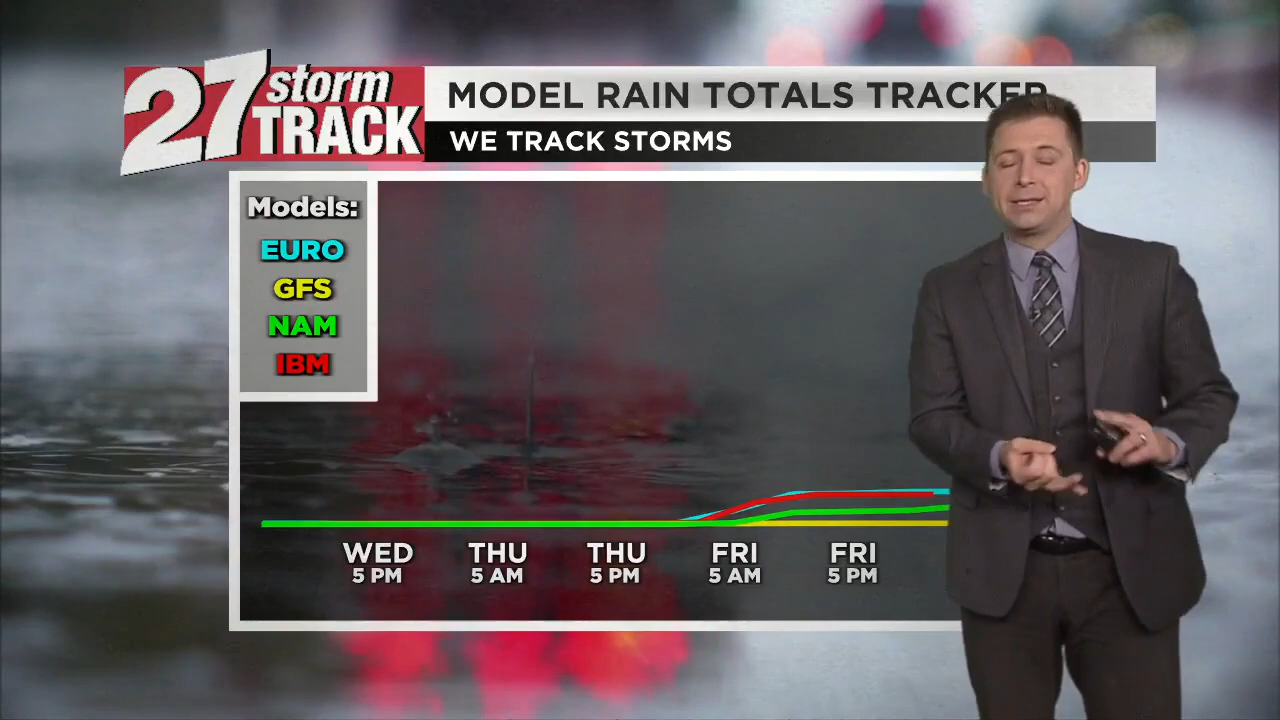 27 storm TRACK
MODEL RAIN TOTALS TRACKER
WE TRACK STORMS
Models:
EURO
GFS
NAM
IBM
WED THU THU FRI FRI
5 PM 5 AM 5 PM 5 AM 5 PM